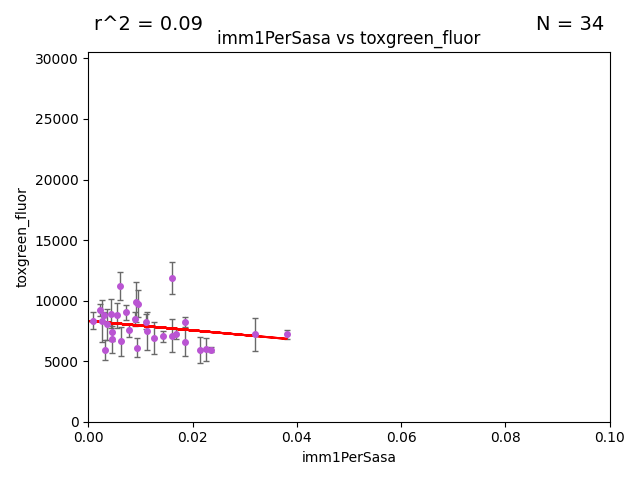 r^2 = 0.09
N = 34
imm1PerSasa vs toxgreen_fluor
30000
25000
20000
15000
10000
5000
0
toxgreen_fluor
0.00 0.02 0.04 0.06 0.08 0.10
imm1PerSasa